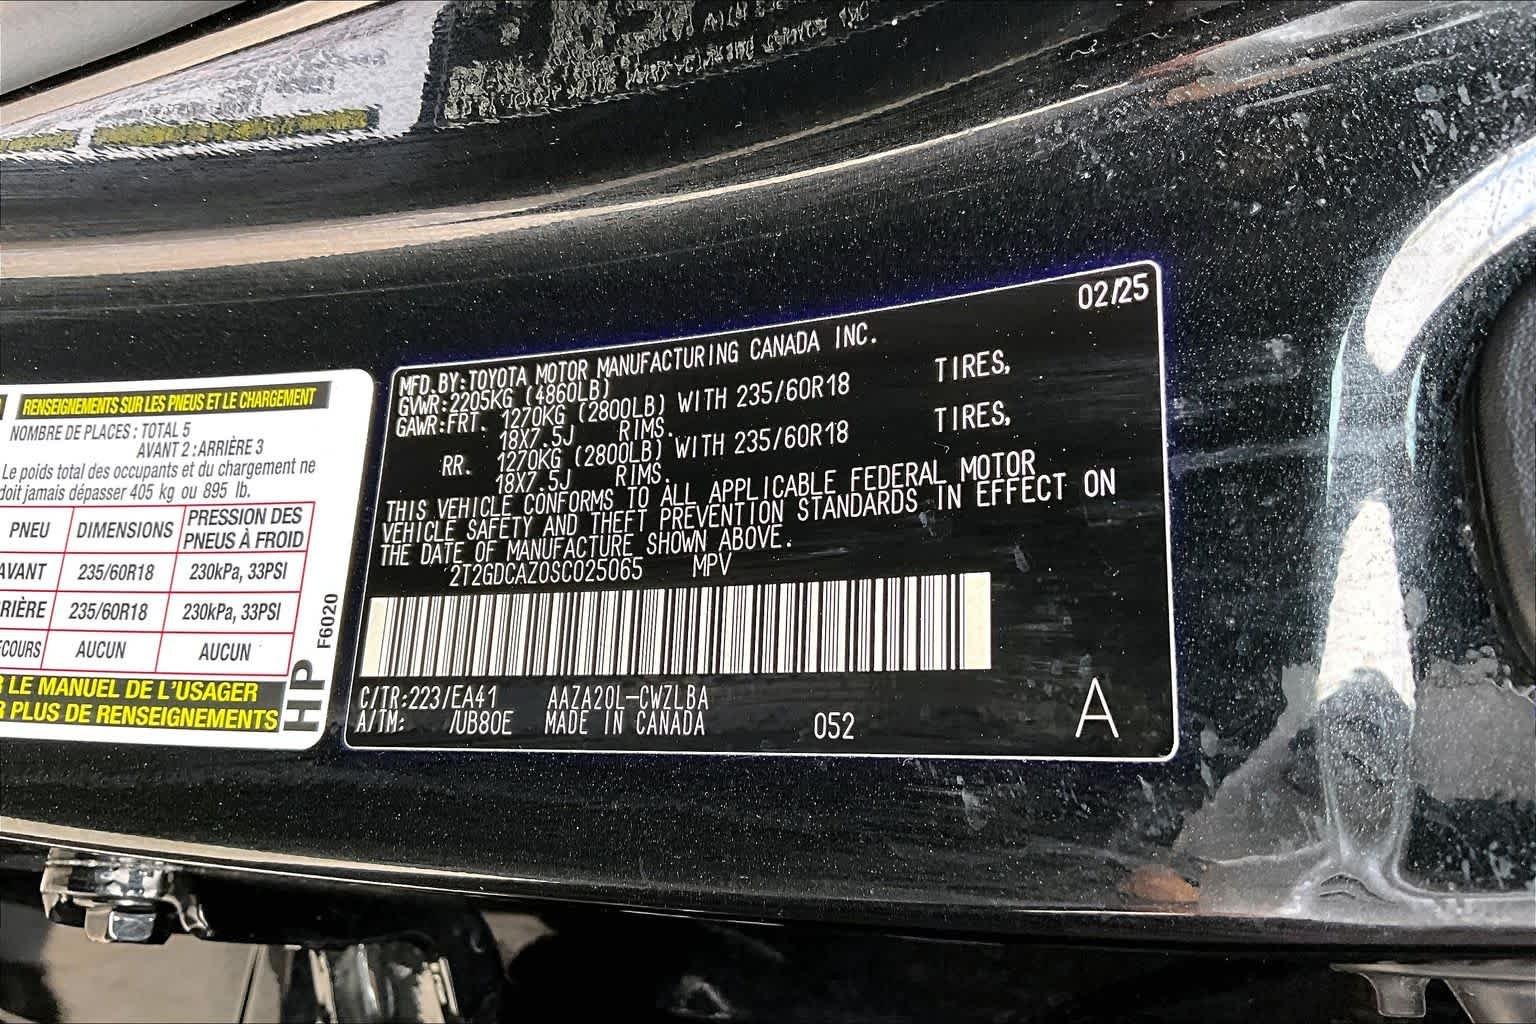 RENSEIGNEMENTS SUR LES PNEUS ET LE CHARGEMENT
NOMBRE DE PLACES : TOTAL 5
AVANT 2 : ARRIÈRE 3
Le poids total des occupants et du chargement ne
doit jamais dépasser 405 kg ou 895 lb.
PNEU DIMENSIONS PRESSION DES PNEUS À FROID
AVANT 235/60R18 230kPa, 33PSI
RIÈRE 235/60R18 230kPa, 33PSI
COURS AUCUN AUCUN
R LE MANUEL DE L'USAGER
R PLUS DE RENSEIGNEMENTS
HP
F6020
02/25
MFD. BY: TOYOTA MOTOR MANUFACTURING CANADA INC.
GVWR: 2205KG (4860LB)
GAWR: FRT. 1270KG (2800LB) WITH 235/60R18 TIRES,
18X7.5J RIMS.
RR. 1270KG (2800LB) WITH 235/60R18 TIRES,
18X7.5J RIMS.
THIS VEHICLE CONFORMS TO ALL APPLICABLE FEDERAL MOTOR
VEHICLE SAFETY AND THEFT PREVENTION STANDARDS IN EFFECT ON
THE DATE OF MANUFACTURE SHOWN ABOVE.
2T2GDCAZ0SC025065 MPV
C/TR: 223/EA41 AAZA20L-CWZLBA
A/TM: /UB80E MADE IN CANADA 052
A